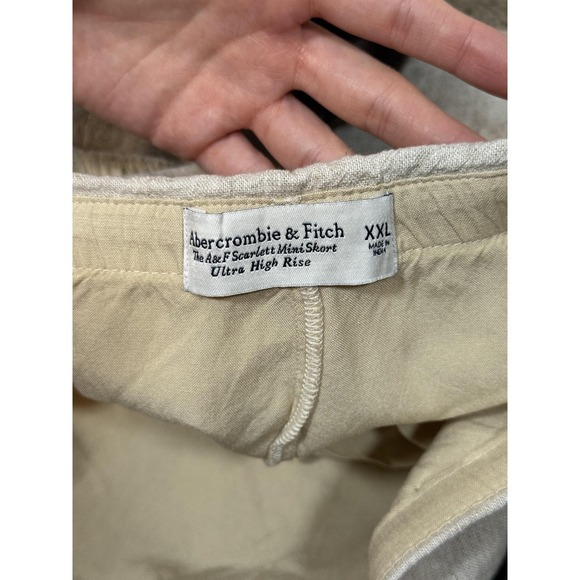 Abercrombie & Fitch
The A&F Scarlett Mini Skort
Ultra High Rise
XXL
MADE IN
INDIA